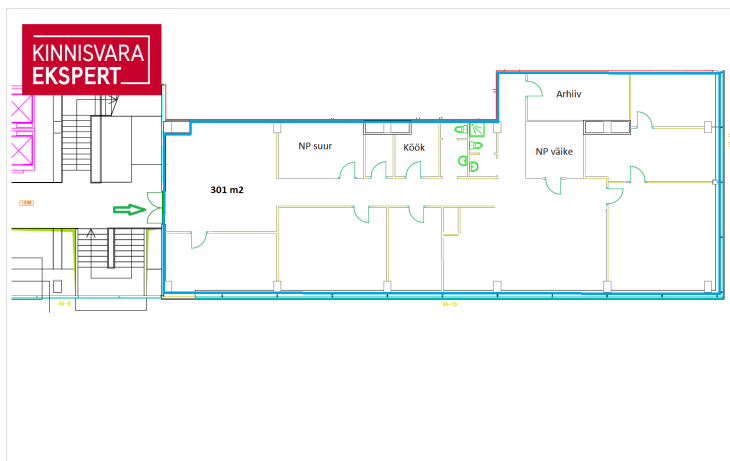 KINNISVARA
EKSPERT
Arhiiv
NP suur
Köök
NP väike
301 m2